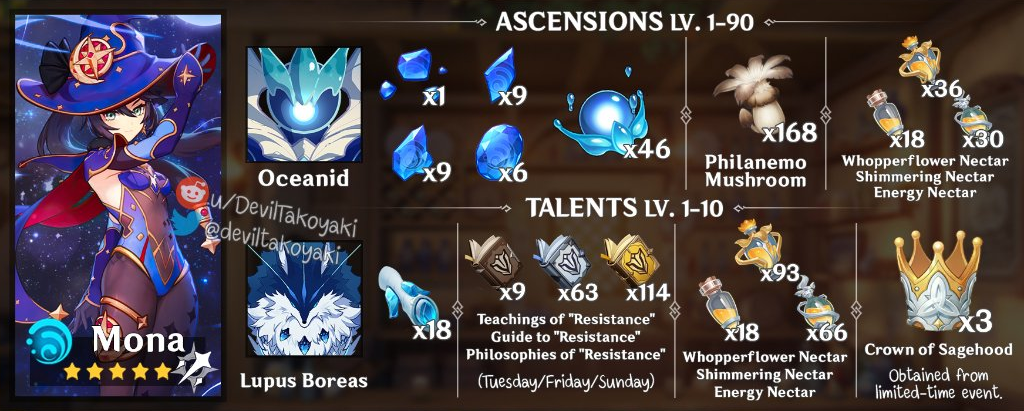 ASCENSIONS LV. 1-90
Oceanid
x1
x9
x9
x6
x46
x168
Philanemo
Mushroom
x36
x18
x30
Whopperflower Nectar
Shimmering Nectar
Energy Nectar
u/DevilTakoyaki
@deviltakoyaki
Mona
TALENTS LV. 1-10
Lupus Boreas
x18
x9
x63
x114
Teachings of "Resistance"
Guide to "Resistance"
Philosophies of "Resistance"
(Tuesday/Friday/Sunday)
x93
x18
x66
Whopperflower Nectar
Shimmering Nectar
Energy Nectar
x3
Crown of Sagehood
Obtained from
limited-time event.